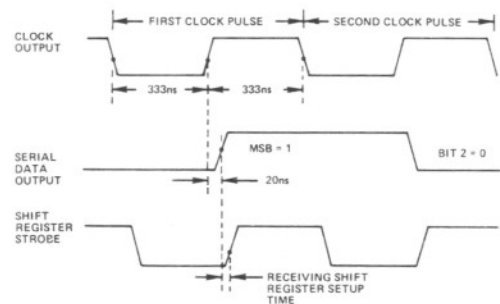 FIRST CLOCK PULSE
SECOND CLOCK PULSE
CLOCK
OUTPUT
333ns
333ns
SERIAL
DATA
OUTPUT
MSB = 1
BIT 2 = 0
20ns
SHIFT
REGISTER
STROBE
RECEIVING SHIFT
REGISTER SETUP
TIME